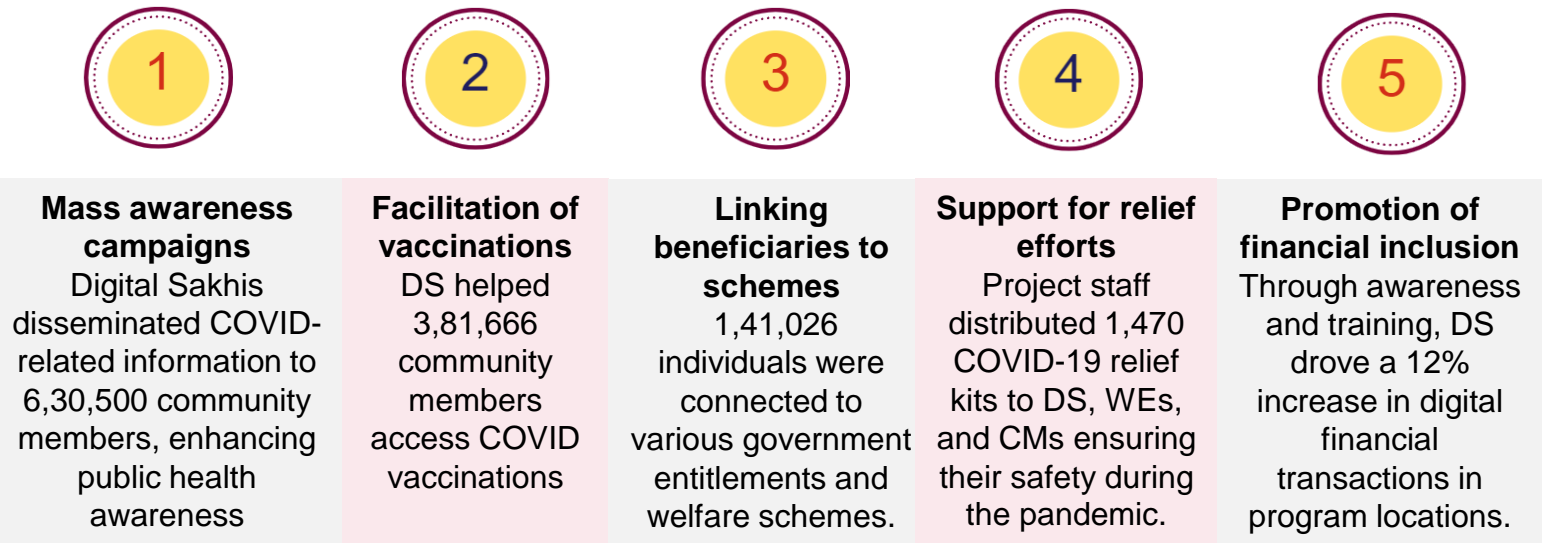 1
2
3
4
5
Mass awareness
campaigns
Digital Sakhis
disseminated COVID-
related information to
6,30,500 community
members, enhancing
public health
awareness
Facilitation of
vaccinations
DS helped
3,81,666
community
members
access COVID
vaccinations
Linking
beneficiaries to
schemes
1,41,026
individuals were
connected to
various government
entitlements and
welfare schemes.
Support for relief
efforts
Project staff
distributed 1,470
COVID-19 relief
kits to DS, WEs,
and CMs ensuring
their safety during
the pandemic.
Promotion of
financial inclusion
Through awareness
and training, DS
drove a 12%
increase in digital
financial
transactions in
program locations.